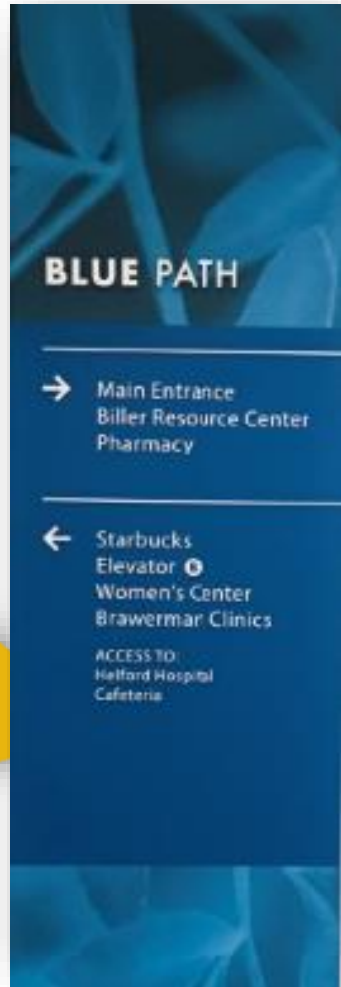 BLUE PATH
→ Main Entrance
Biller Resource Center
Pharmacy
← Starbucks
Elevator
Women's Center
Brawerman Clinics
ACCESS TO:
Helford Hospital
Cafeteria